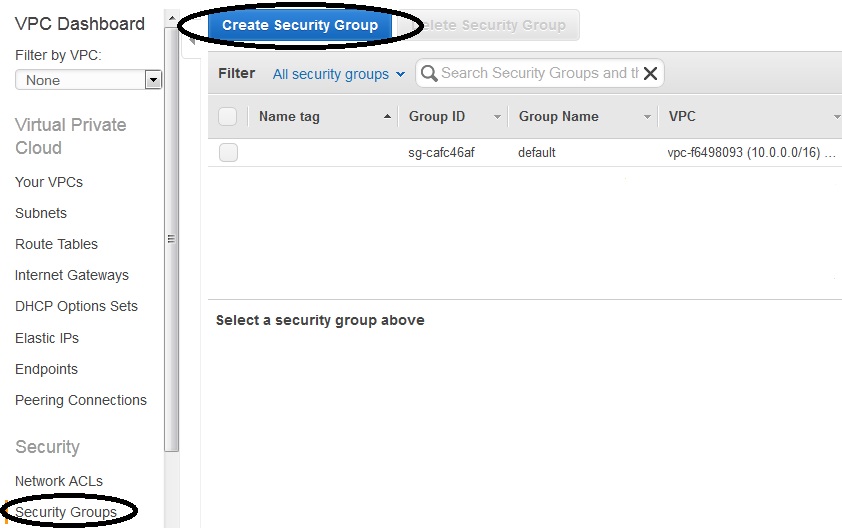 VPC Dashboard
Filter by VPC:
None
Virtual Private
Cloud
Your VPCs
Subnets
Route Tables
Internet Gateways
DHCP Options Sets
Elastic IPs
Endpoints
Peering Connections
Security
Network ACLs
Security Groups
Create Security Group
elete Security Group
Filter All security groups Search Security Groups and th
Name tag Group ID Group Name VPC
sg-cafc46af default vpc-f6498093 (10.0.0.0/16) ...
Select a security group above